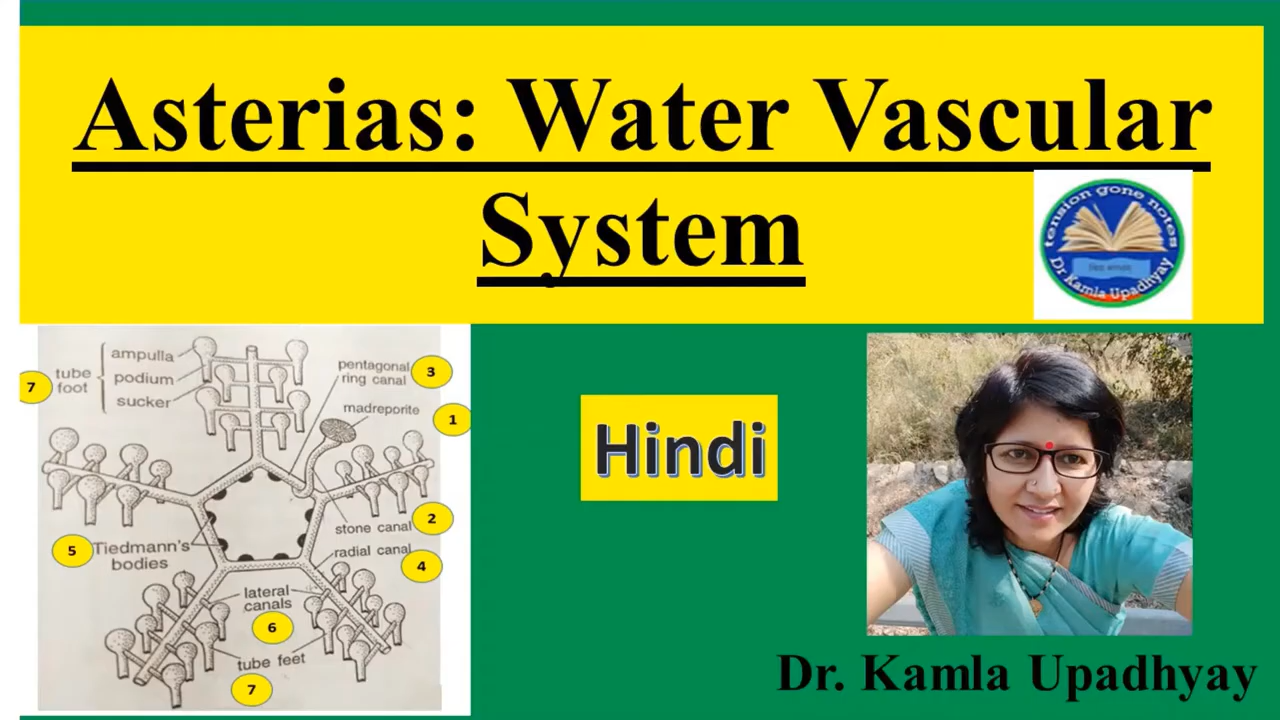 Asterias: Water Vascular
System
tension gone notes
Dr Kamla Upadhyay
ampulla
tube
foot
podium
sucker
7
pentagonal
ring canal
3
madreporite
1
stone canal
2
radial canal
4
5
Tiedmann's
bodies
lateral
canals
6
tube feet
7
Hindi
Dr. Kamla Upadhyay